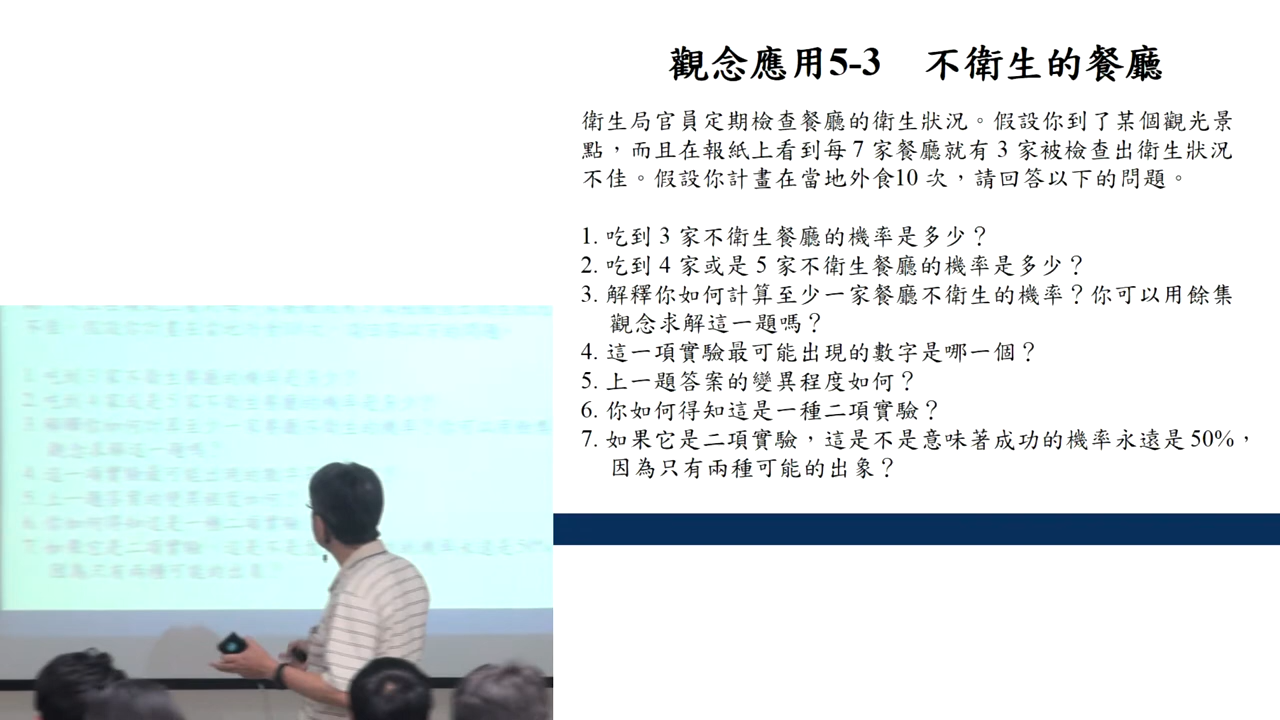 觀念應用5-3 不衛生的餐廳
衛生局官員定期檢查餐廳的衛生狀況。假設你到了某個觀光景
點，而且在報紙上看到每 7 家餐廳就有 3 家被檢查出衛生狀況
不佳。假設你計畫在當地外食10 次，請回答以下的問題。
1. 吃到 3 家不衛生餐廳的機率是多少？
2. 吃到 4 家或是 5 家不衛生餐廳的機率是多少？
3. 解釋你如何計算至少一家餐廳不衛生的機率？你可以用餘集
觀念求解這一題嗎？
4. 這一項實驗最可能出現的數字是哪一個？
5. 上一題答案的變異程度如何？
6. 你如何得知這是一種二項實驗？
7. 如果它是二項實驗，這是不是意味著成功的機率永遠是 50%，
因為只有兩種可能的出象？